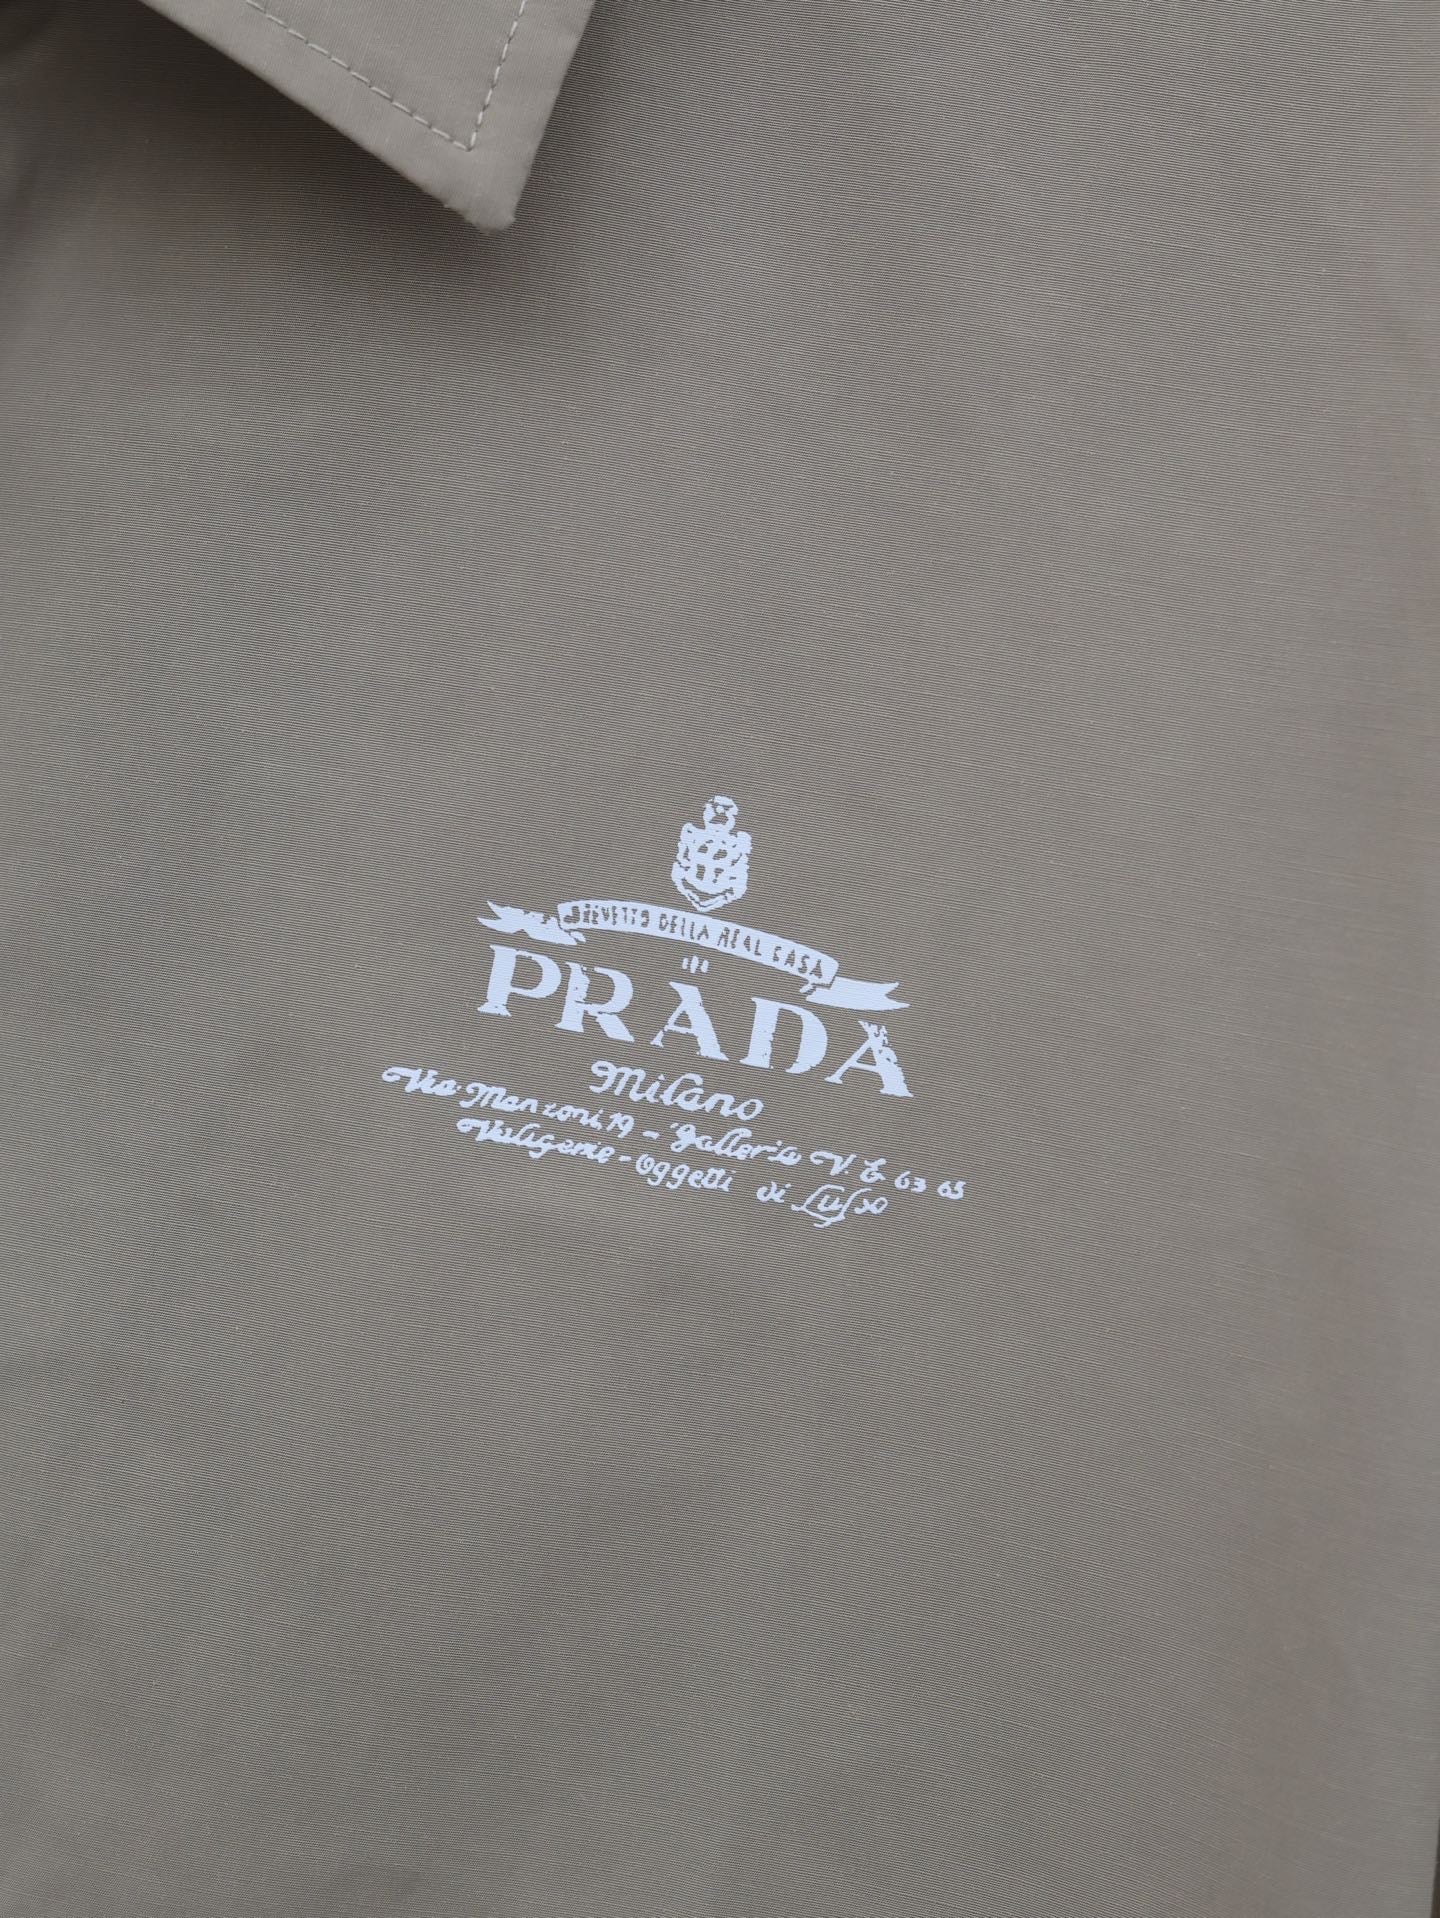 BREVETTO DELLA REAL CASA
PRADA
Milano
Via Manzoni, 19 - Galleria V. E. 63 65
Valigerie - Oggetti di Lusso